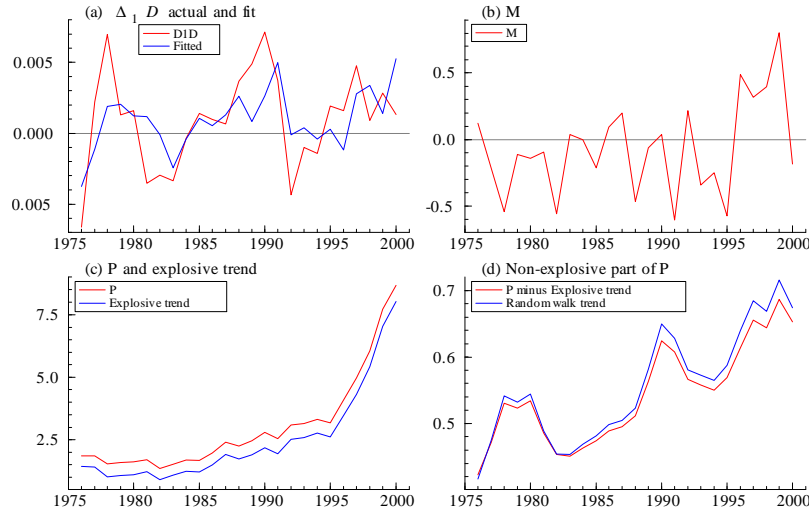 (a) Δ₁ D actual and fit
D1D
Fitted
0.005
0.000
0.005
1975 1980 1985 1990 1995 2000
(b) M
M
0.5
0.0
-0.5
1975 1980 1985 1990 1995 2000
(c) P and explosive trend
P
Explosive trend
7.5
5.0
2.5
1975 1980 1985 1990 1995 2000
(d) Non-explosive part of P
P minus Explosive trend
Random walk trend
0.7
0.6
0.5
1975 1980 1985 1990 1995 2000